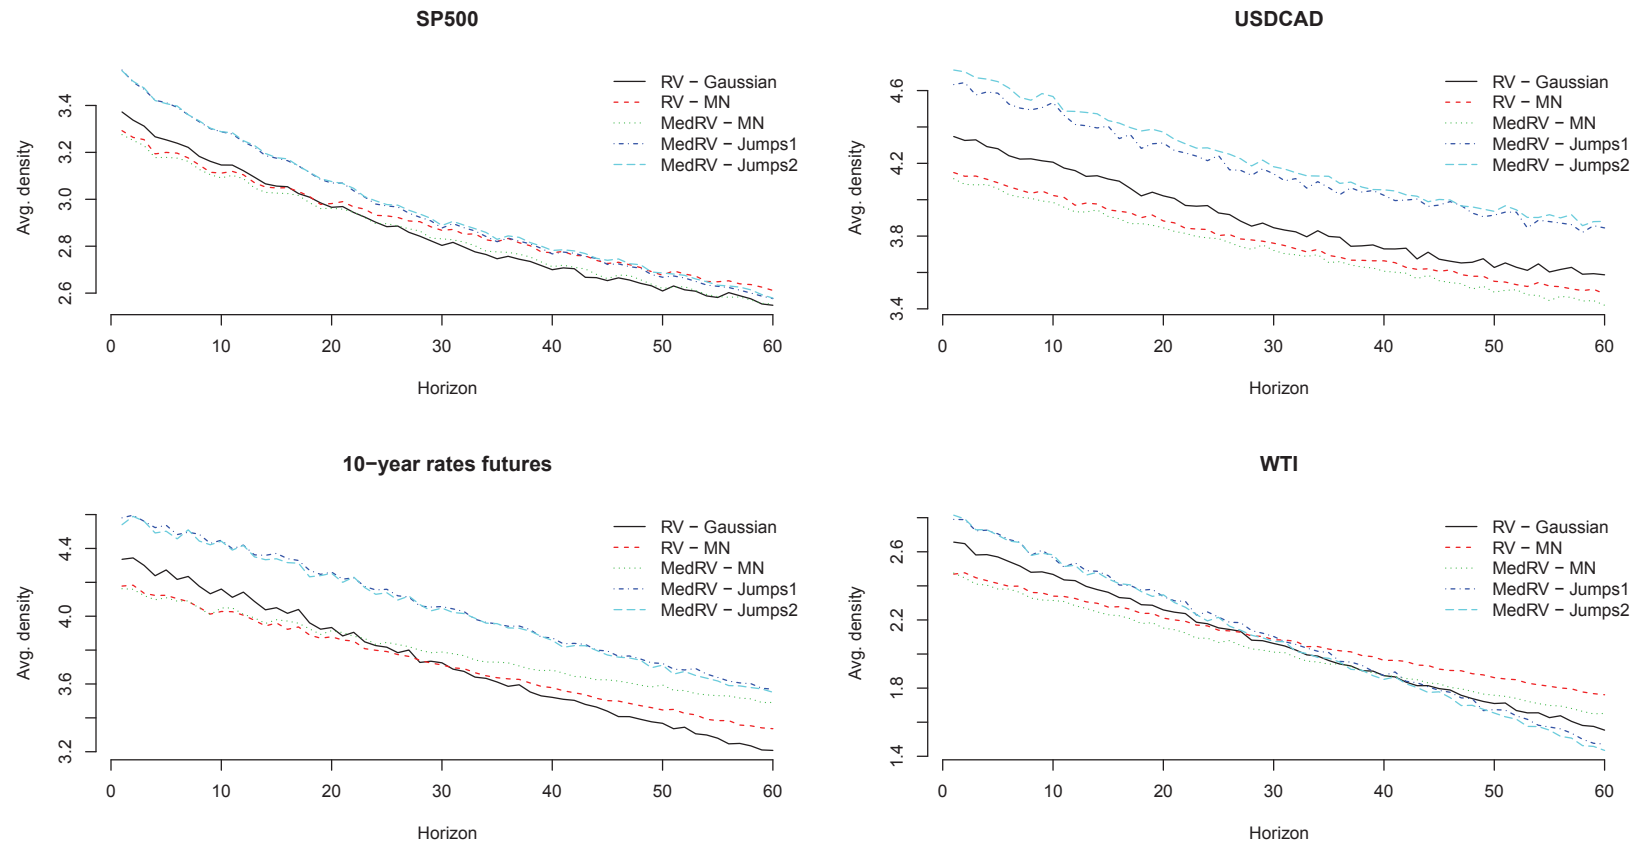 SP500
Avg. density
3.4
3.2
3.0
2.8
2.6
RV − Gaussian
RV − MN
MedRV − MN
MedRV − Jumps1
MedRV − Jumps2
0 10 20 30 40 50 60
Horizon
USDCAD
Avg. density
4.6
4.2
3.8
3.4
RV − Gaussian
RV − MN
MedRV − MN
MedRV − Jumps1
MedRV − Jumps2
0 10 20 30 40 50 60
Horizon
10−year rates futures
Avg. density
4.4
4.0
3.6
3.2
RV − Gaussian
RV − MN
MedRV − MN
MedRV − Jumps1
MedRV − Jumps2
0 10 20 30 40 50 60
Horizon
WTI
Avg. density
2.6
2.2
1.8
1.4
RV − Gaussian
RV − MN
MedRV − MN
MedRV − Jumps1
MedRV − Jumps2
0 10 20 30 40 50 60
Horizon